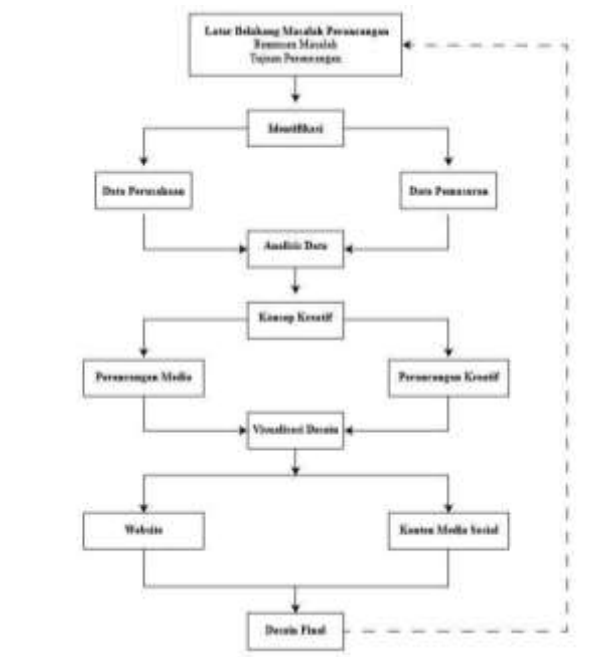 Latar Belakang Masalah Perancangan
Rumusan Masalah
Tujuan Perancangan
Identifikasi
Data Perusahaan
Data Pemasaran
Analisis Data
Konsep Kreatif
Perancangan Media
Perancangan Kreatif
Visualisasi Desain
Website
Konten Media Sosial
Desain Final